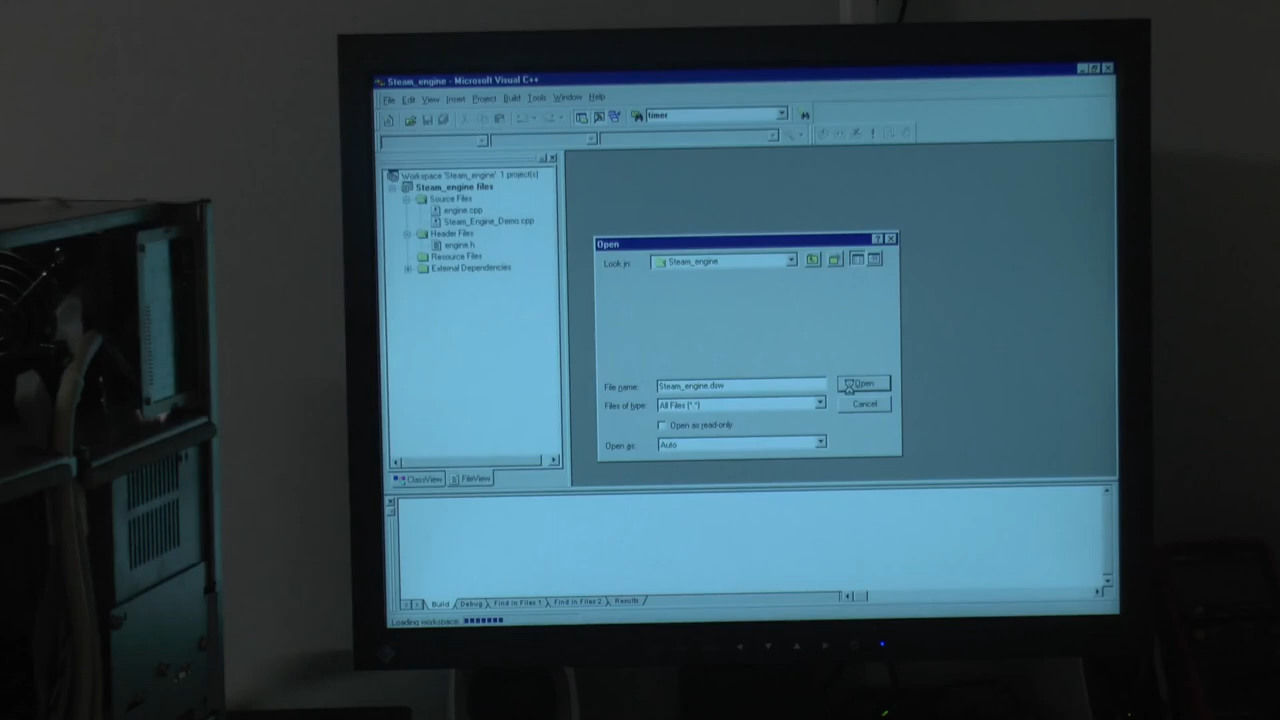 Steam_engine - Microsoft Visual C++
File Edit View Insert Project Build Tools Window Help
timer
Workspace 'Steam_engine' 1 project(s)
Steam_engine files
Source Files
engine.cpp
Steam_Engine_Demo.cpp
Header Files
engine.h
Resource Files
External Dependencies
ClassView FileView
Open
Look in: Steam_engine
File name: Steam_engine.dsw Open
Files of type: All Files (*.*) Cancel
Open as read-only
Open as: Auto
Build Debug Find in Files 1 Find in Files 2 Results
Loading workspace: